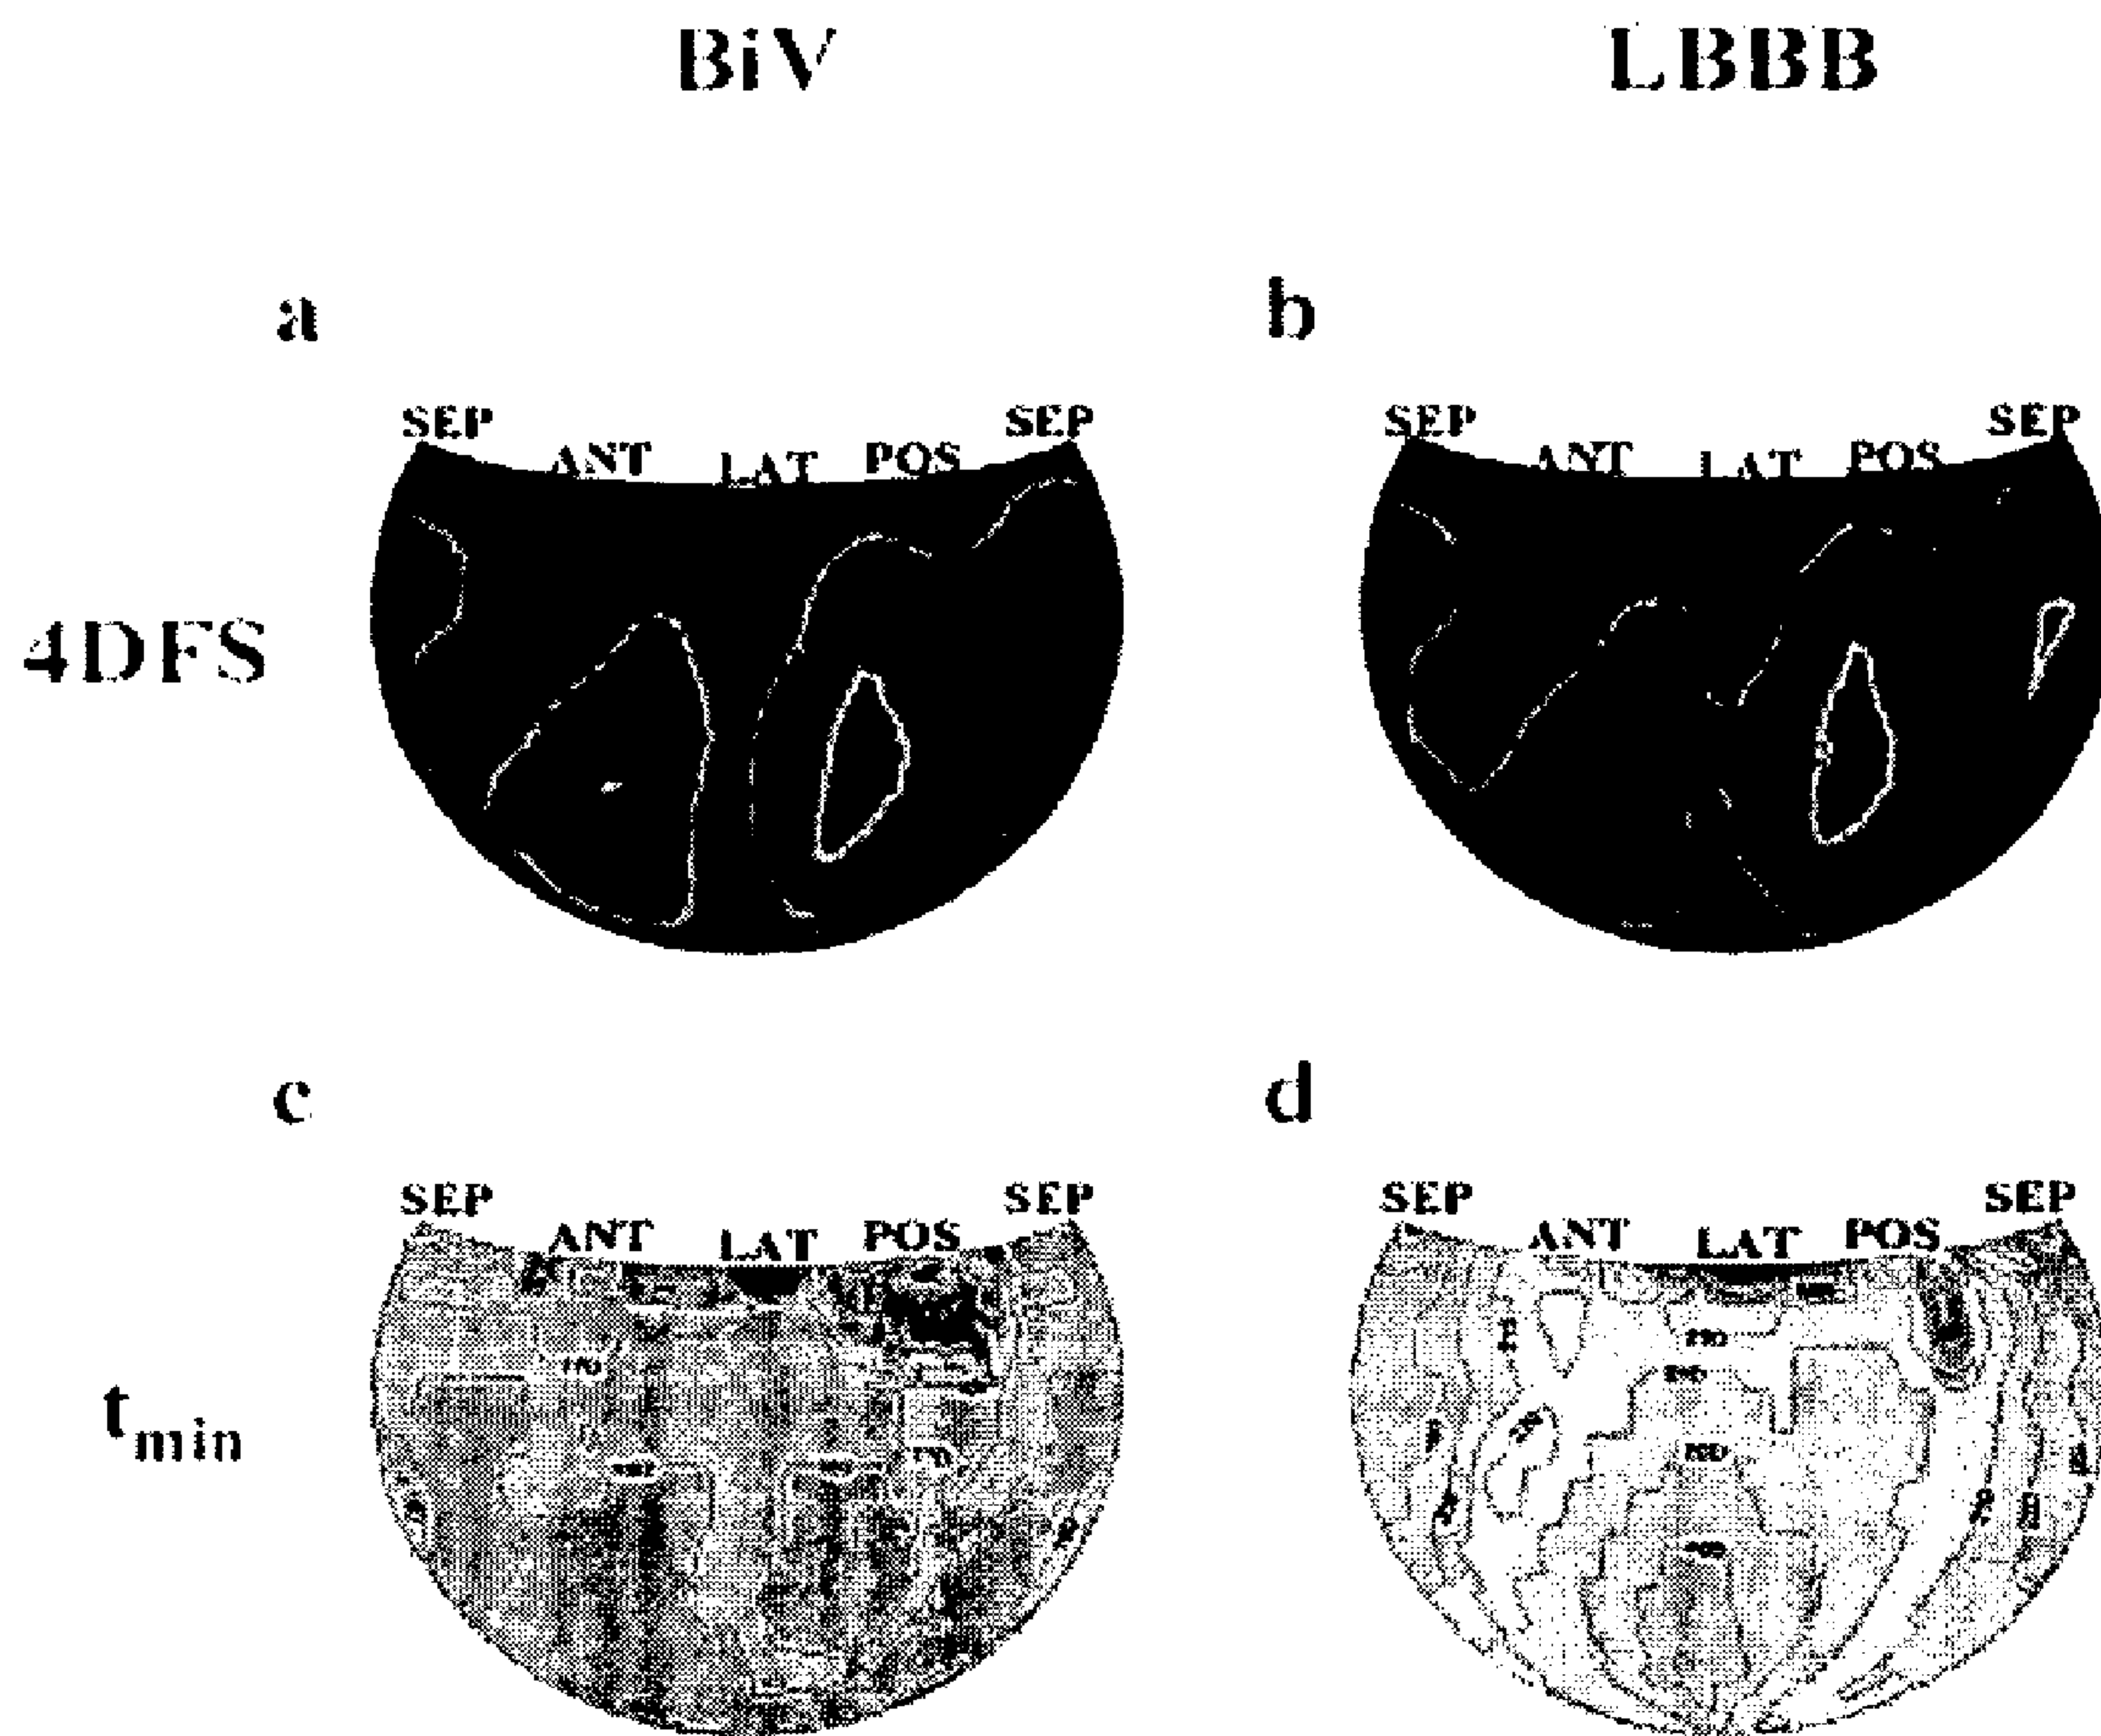 BiV LBBB
a b
SEP ANT LAT POS SEP SEP ANT LAT POS SEP
4DFS
c d
SEP ANT LAT POS SEP SEP ANT LAT POS SEP
tmin